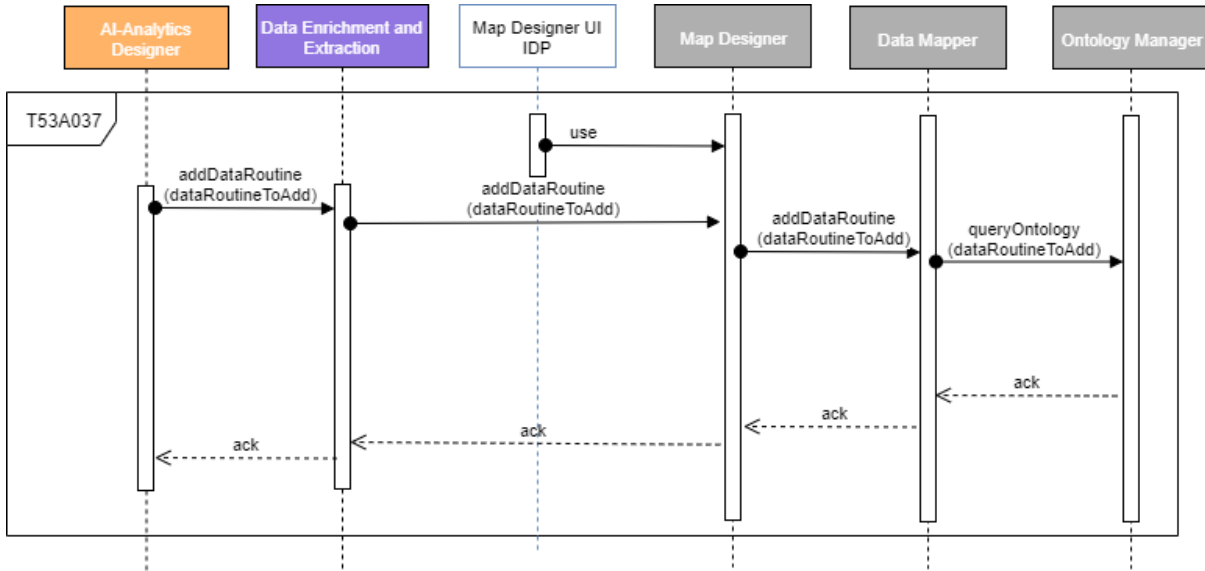 AI-Analytics
Designer
Data Enrichment and
Extraction
Map Designer UI
IDP
Map Designer
Data Mapper
Ontology Manager
T53A037
use
addDataRoutine
(dataRoutineToAdd)
addDataRoutine
(dataRoutineToAdd)
addDataRoutine
(dataRoutineToAdd)
queryOntology
(dataRoutineToAdd)
ack
ack
ack
ack